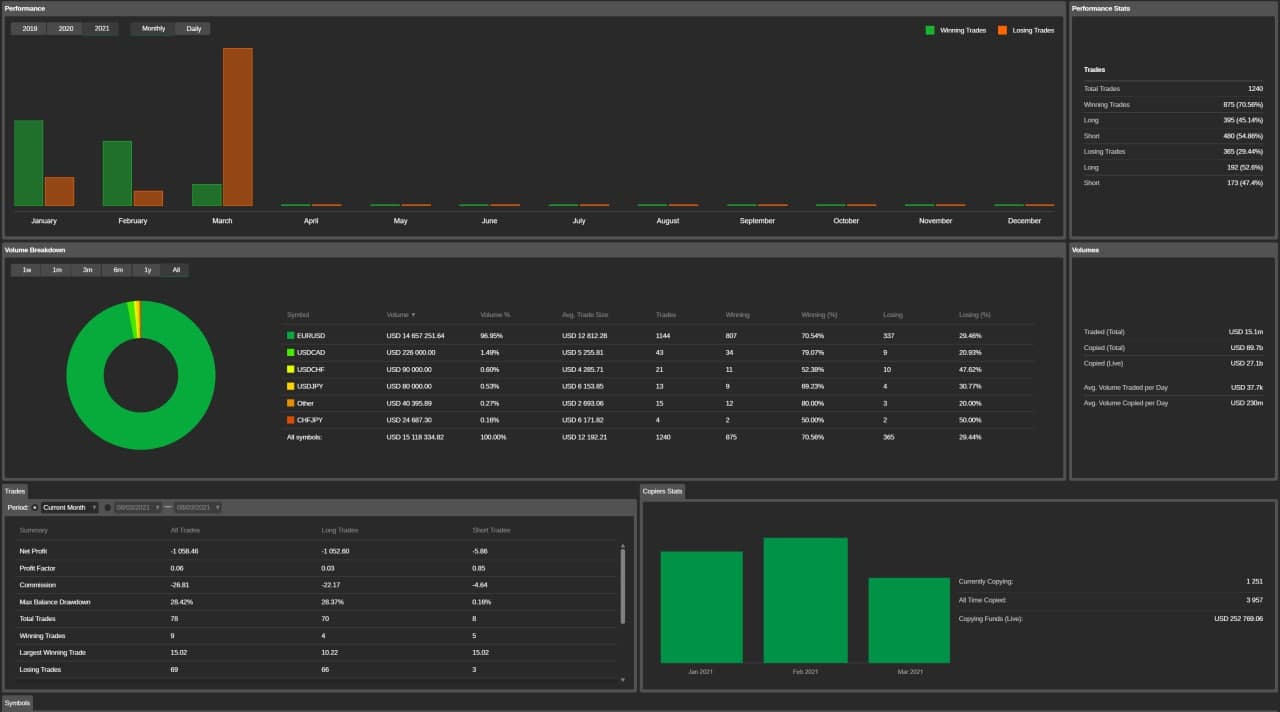 Performance
2019 2020 2021 Monthly Daily
Winning Trades Losing Trades
January February March April May June July August September October November December
Performance Stats
Trades
Total Trades 1240
Winning Trades 875 (70.56%)
Long 395 (45.14%)
Short 480 (54.86%)
Losing Trades 365 (29.44%)
Long 192 (52.6%)
Short 173 (47.4%)
Volume Breakdown
1w 1m 3m 6m 1y All
Symbol Volume ▼ Volume % Avg. Trade Size Trades Winning Winning (%) Losing Losing (%)
EURUSD USD 14 657 251.64 96.95% USD 12 812.28 1144 807 70.54% 337 29.46%
USDCAD USD 226 000.00 1.49% USD 5 255.81 43 34 79.07% 9 20.93%
USDCHF USD 90 000.00 0.60% USD 4 285.71 21 11 52.38% 10 47.62%
USDJPY USD 80 000.00 0.53% USD 6 153.85 13 9 69.23% 4 30.77%
Other USD 40 395.89 0.27% USD 2 693.06 15 12 80.00% 3 20.00%
CHFJPY USD 24 687.30 0.16% USD 6 171.82 4 2 50.00% 2 50.00%
All symbols: USD 15 118 334.82 100.00% USD 12 192.21 1240 875 70.56% 365 29.44%
Volumes
Traded (Total) USD 15.1m
Copied (Total) USD 89.7b
Copied (Live) USD 27.1b
Avg. Volume Traded per Day USD 37.7k
Avg. Volume Copied per Day USD 230m
Trades
Period: Current Month ▼ 08/03/2021 ▼ — 08/03/2021 ▼
Summary All Trades Long Trades Short Trades
Net Profit -1 058.46 -1 052.60 -5.86
Profit Factor 0.06 0.03 0.85
Commission -26.81 -22.17 -4.64
Max Balance Drawdown 28.42% 28.37% 0.16%
Total Trades 78 70 8
Winning Trades 9 4 5
Largest Winning Trade 15.02 10.22 15.02
Losing Trades 69 66 3
Copiers Stats
Jan 2021 Feb 2021 Mar 2021
Currently Copying: 1 251
All Time Copied: 3 957
Copying Funds (Live): USD 252 769.06
Symbols